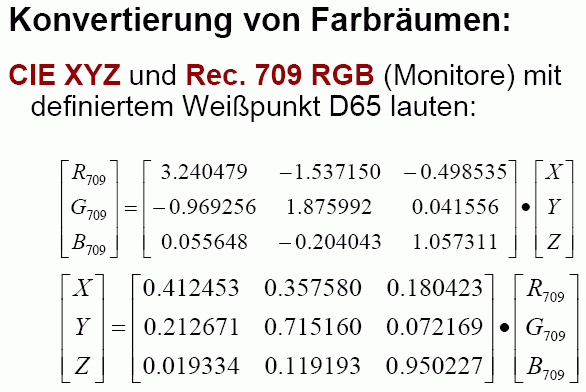 Konvertierung von Farbräumen:
CIE XYZ und Rec. 709 RGB (Monitore) mit
definiertem Weißpunkt D65 lauten:
[R709] = [3.240479 −1.537150 −0.498535] • [X]
[G709] = [−0.969256 1.875992 0.041556] • [Y]
[B709] = [0.055648 −0.204043 1.057311] • [Z]
[X] = [0.412453 0.357580 0.180423] • [R709]
[Y] = [0.212671 0.715160 0.072169] • [G709]
[Z] = [0.019334 0.119193 0.950227] • [B709]